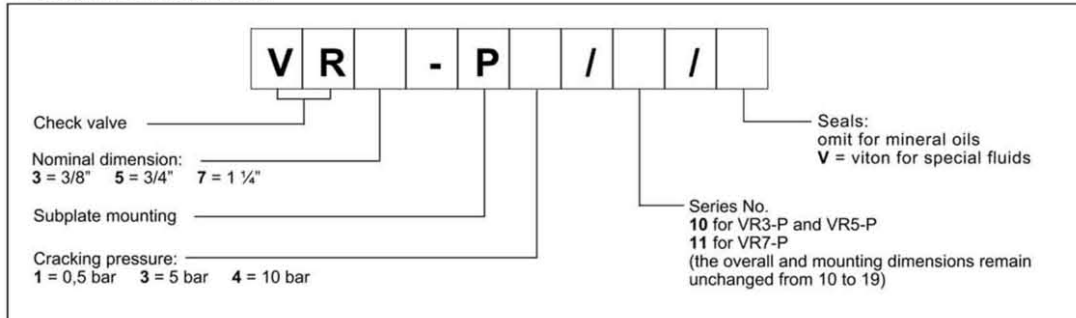 V R - P / /
Check valve
Nominal dimension:
3 = 3/8" 5 = 3/4" 7 = 1 ¼"
Subplate mounting
Cracking pressure:
1 = 0,5 bar 3 = 5 bar 4 = 10 bar
Seals:
omit for mineral oils
V = viton for special fluids
Series No.
10 for VR3-P and VR5-P
11 for VR7-P
(the overall and mounting dimensions remain
unchanged from 10 to 19)